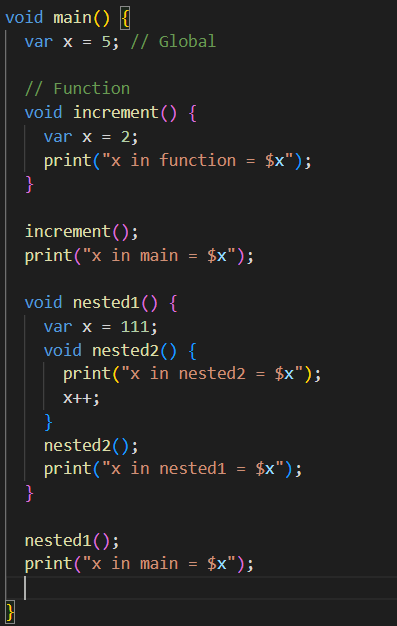 void main() {
  var x = 5; // Global

  // Function
  void increment() {
    var x = 2;
    print("x in function = $x");
  }

  increment();
  print("x in main = $x");

  void nested1() {
    var x = 111;
    void nested2() {
      print("x in nested2 = $x");
      x++;
    }
    nested2();
    print("x in nested1 = $x");
  }

  nested1();
  print("x in main = $x");

}